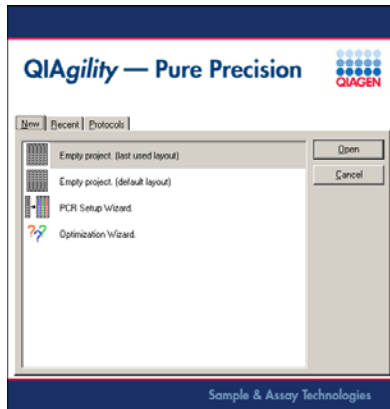 QIAgility — Pure Precision
QIAGEN
New Recent Protocols
Empty project. (last used layout)
Open
Empty project. (default layout)
Cancel
PCR Setup Wizard.
Optimization Wizard.
Sample & Assay Technologies